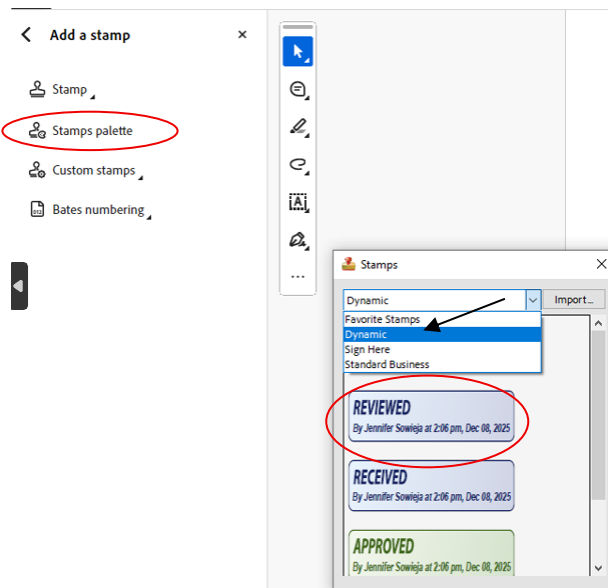 Add a stamp
Stamp
Stamps palette
Custom stamps
012
Bates numbering
A
Stamps
Dynamic
Import...
Favorite Stamps
Dynamic
Sign Here
Standard Business
REVIEWED
By Jennifer Sowieja at 2:06 pm, Dec 08, 2025
RECEIVED
By Jennifer Sowieja at 2:06 pm, Dec 08, 2025
APPROVED
By Jennifer Sowieja at 2:06 pm, Dec 08, 2025